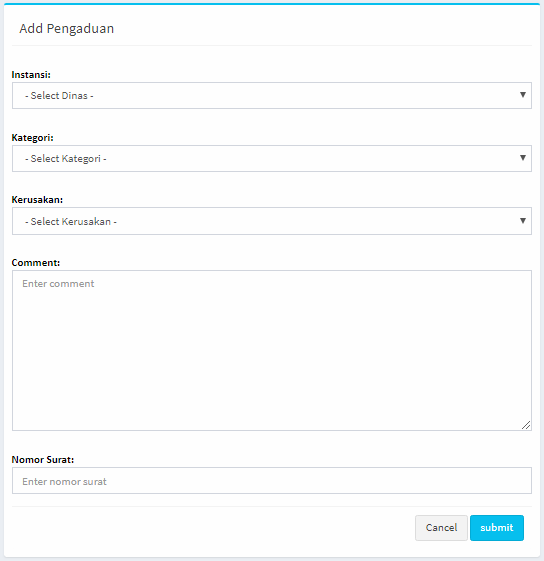 Add Pengaduan
Instansi:
- Select Dinas -
Kategori:
- Select Kategori -
Kerusakan:
- Select Kerusakan -
Comment:
Enter comment
Nomor Surat:
Enter nomor surat
Cancel submit